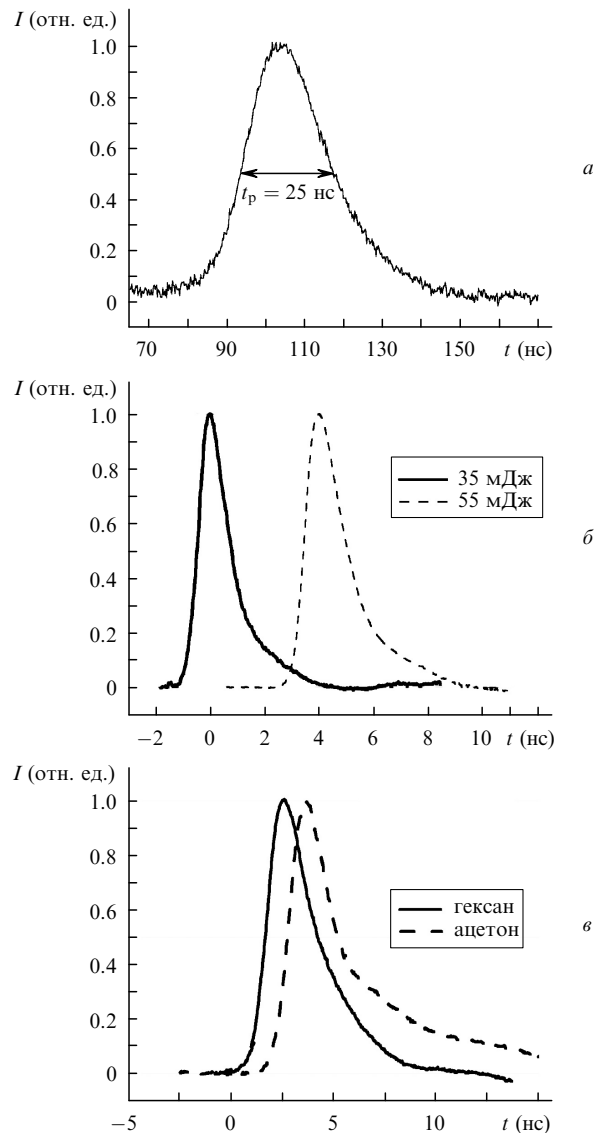 I (отн. ед.)
1.0
0.8
0.6
0.4
0.2
0
t_p = 25 нс
а
70 90 110 130 150 t (нс)
I (отн. ед.)
1.0
0.8
0.6
0.4
0.2
0
35 мДж
55 мДж
б
−2 0 2 4 6 8 10 t (нс)
I (отн. ед.)
1.0
0.8
0.6
0.4
0.2
0
гексан
ацетон
в
−5 0 5 10 t (нс)